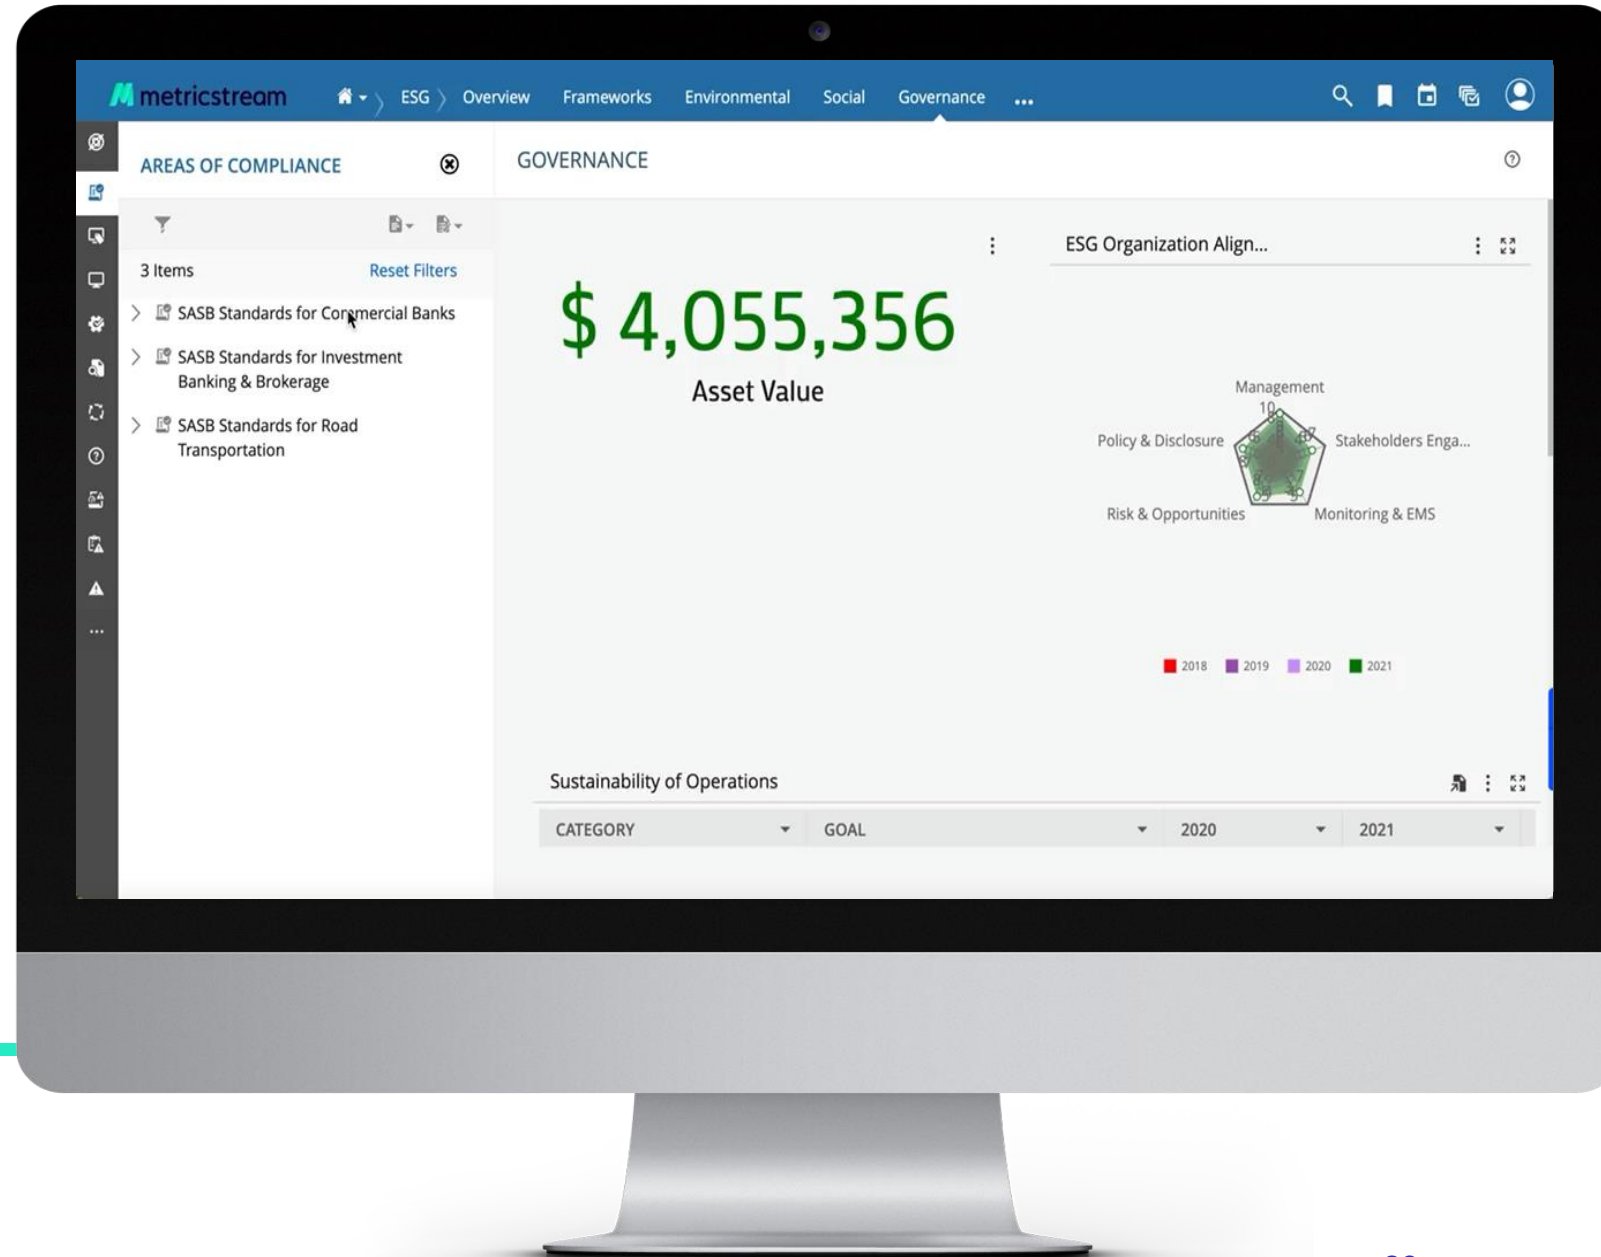 metricstream
ESG
Overview
Frameworks
Environmental
Social
Governance
AREAS OF COMPLIANCE
3 Items
Reset Filters
SASB Standards for Commercial Banks
SASB Standards for Investment
Banking & Brokerage
SASB Standards for Road
Transportation
GOVERNANCE
$ 4,055,356
Asset Value
ESG Organization Align...
Management
10
Policy & Disclosure
Stakeholders Enga...
Risk & Opportunities
Monitoring & EMS
2018
2019
2020
2021
Sustainability of Operations
CATEGORY
GOAL
2020
2021